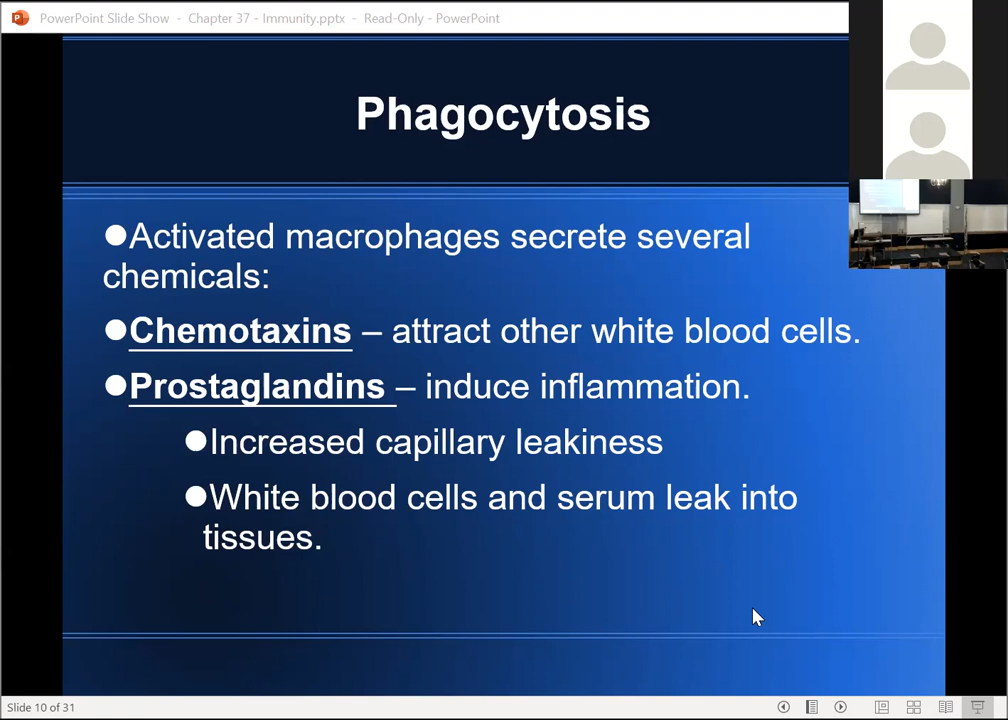 PowerPoint Slide Show - Chapter 37 - Immunity.pptx - Read-Only - PowerPoint
Phagocytosis
●Activated macrophages secrete several
chemicals:
●Chemotaxins – attract other white blood cells.
●Prostaglandins – induce inflammation.
●Increased capillary leakiness
●White blood cells and serum leak into
tissues.
Slide 10 of 31